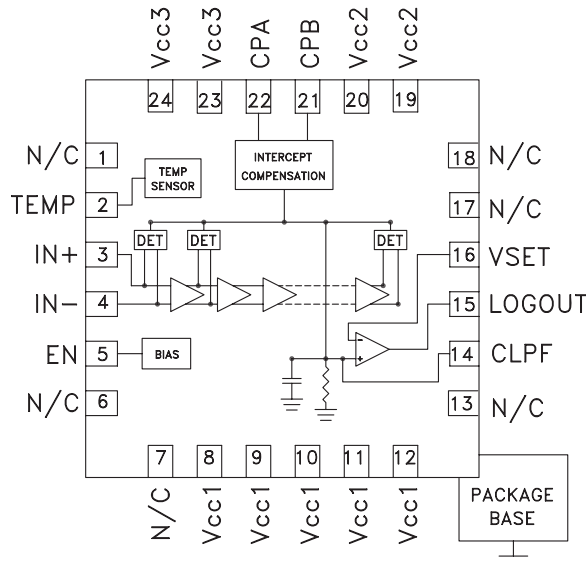 Vcc3 Vcc3 CPA CPB Vcc2 Vcc2
24 23 22 21 20 19
N/C 1
TEMP 2
IN+ 3
IN- 4
EN 5
N/C 6
TEMP
SENSOR
INTERCEPT
COMPENSATION
DET DET DET
BIAS
-
+
18 N/C
17 N/C
16 VSET
15 LOGOUT
14 CLPF
13 N/C
7 8 9 10 11 12
N/C Vcc1 Vcc1 Vcc1 Vcc1 Vcc1
PACKAGE
BASE